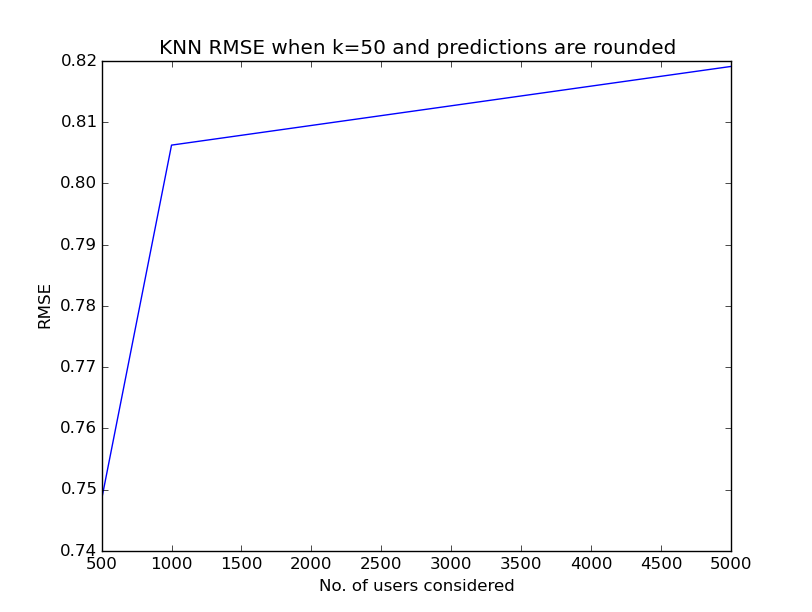 KNN RMSE when k=50 and predictions are rounded
0.82
0.81
0.80
0.79
0.78
0.77
0.76
0.75
0.74
RMSE
500 1000 1500 2000 2500 3000 3500 4000 4500 5000
No. of users considered